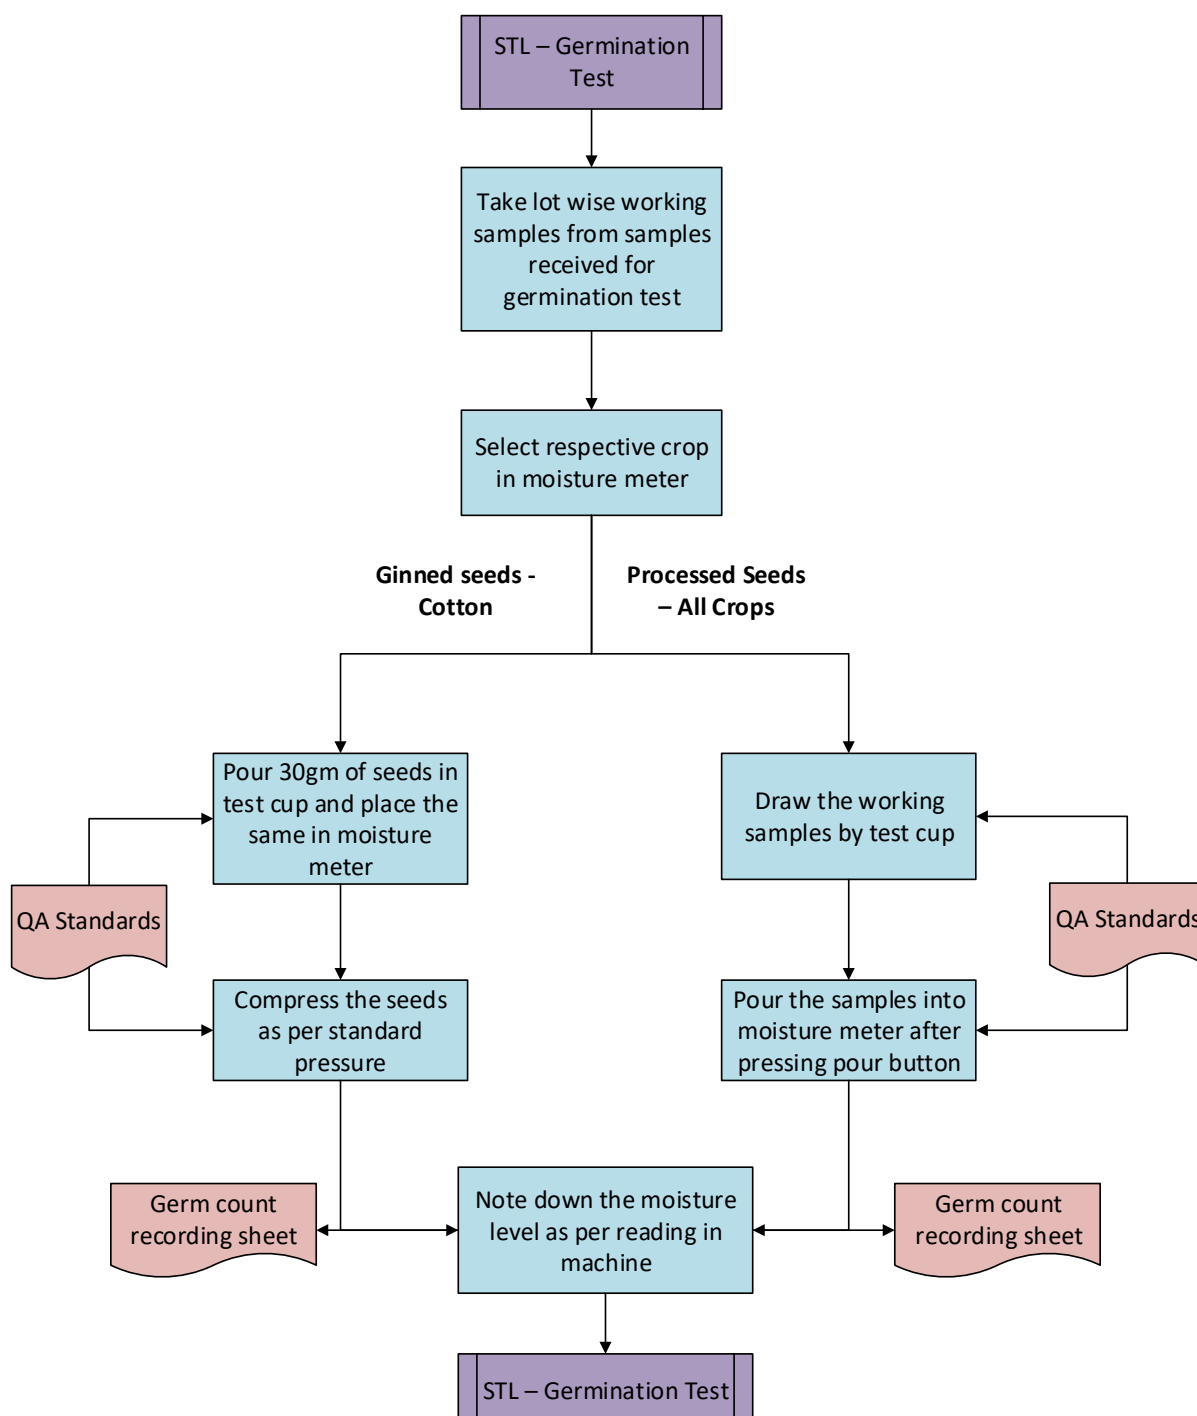 STL – Germination
Test
Take lot wise working
samples from samples
received for
germination test
Select respective crop
in moisture meter
Ginned seeds -
Cotton
Processed Seeds
– All Crops
Pour 30gm of seeds in
test cup and place the
same in moisture
meter
Draw the working
samples by test cup
QA Standards
QA Standards
Compress the seeds
as per standard
pressure
Pour the samples into
moisture meter after
pressing pour button
Germ count
recording sheet
Note down the moisture
level as per reading in
machine
Germ count
recording sheet
STL – Germination Test